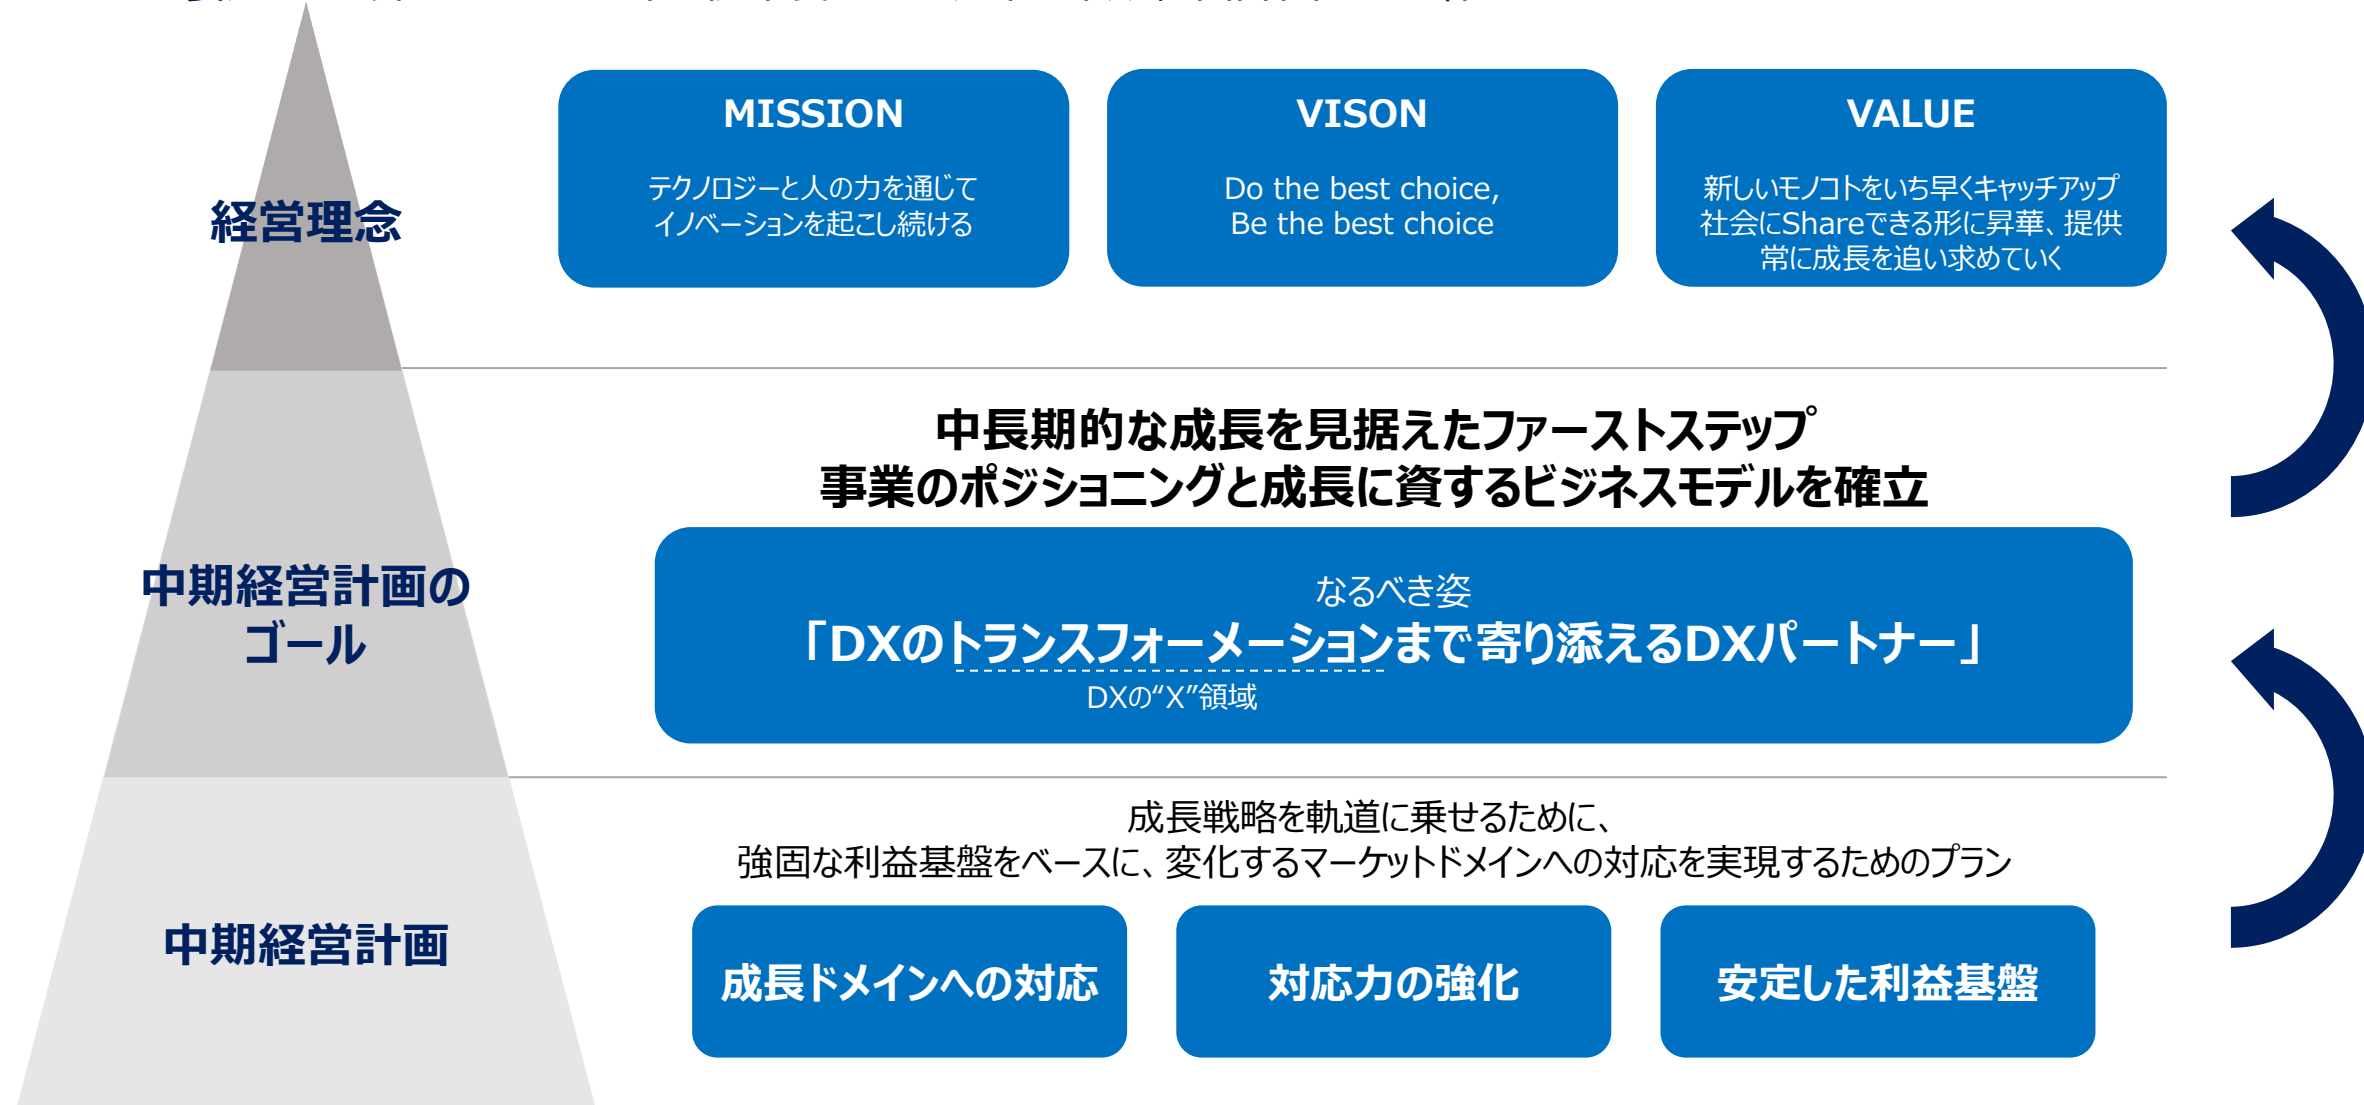 経営理念
MISSION
テクノロジーと人の力を通じて
イノベーションを起こし続ける
VISON
Do the best choice,
Be the best choice
VALUE
新しいモノコトをいち早くキャッチアップ
社会にShareできる形に昇華、提供
常に成長を追い求めていく
中期経営計画の
ゴール
中長期的な成長を見据えたファーストステップ
事業のポジショニングと成長に資するビジネスモデルを確立
なるべき姿
「DXのトランスフォーメーションまで寄り添えるDXパートナー」
DXの“X”領域
中期経営計画
成長戦略を軌道に乗せるために、
強固な利益基盤をベースに、変化するマーケットドメインへの対応を実現するためのプラン
成長ドメインへの対応
対応力の強化
安定した利益基盤